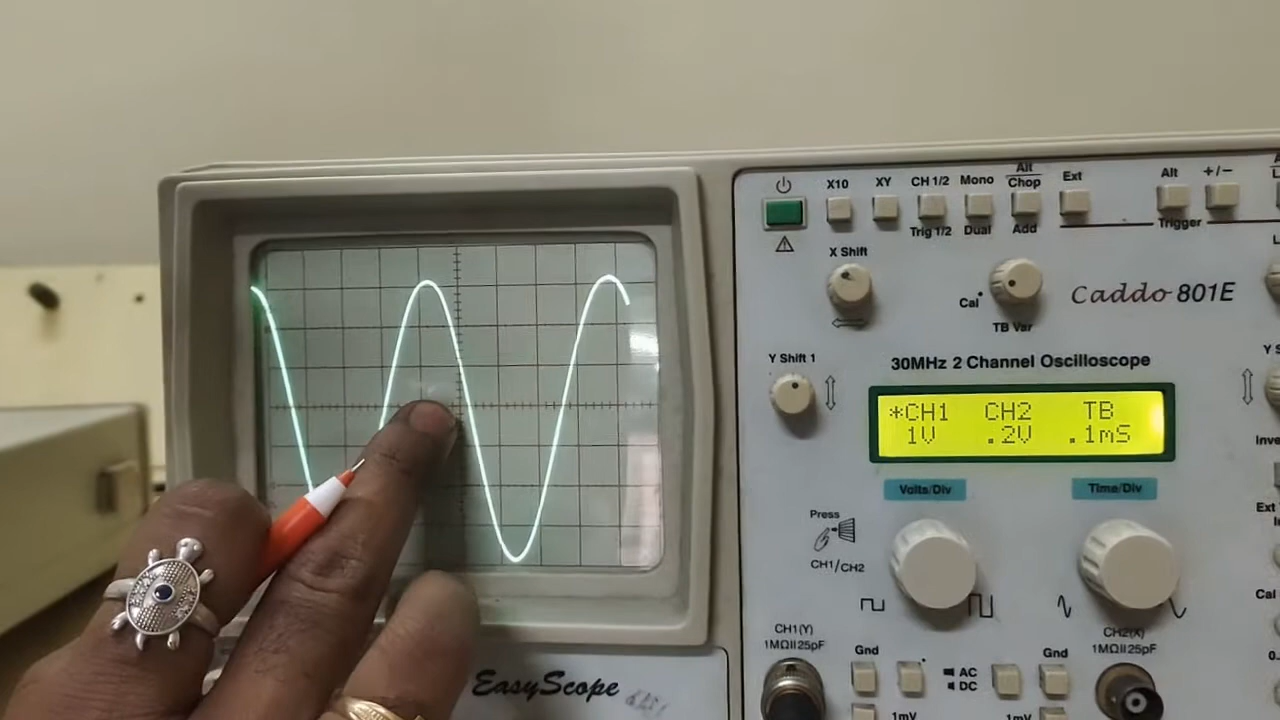 X10
XY
CH 1/2
Mono
Alt
Chop
Ext
Alt
+/−
Trig 1/2
Dual
Add
Trigger
X Shift
Cal
TB Var
Caddo 801E
Y Shift 1
30MHz 2 Channel Oscilloscope
*CH1 CH2 TB
1V .2V .1mS
Volts/Div
Time/Div
Press
CH1/CH2
CH1(Y)
1MΩII25pF
CH2(X)
1MΩII25pF
Gnd
AC
DC
Gnd
1mV
1mV
EasyScope